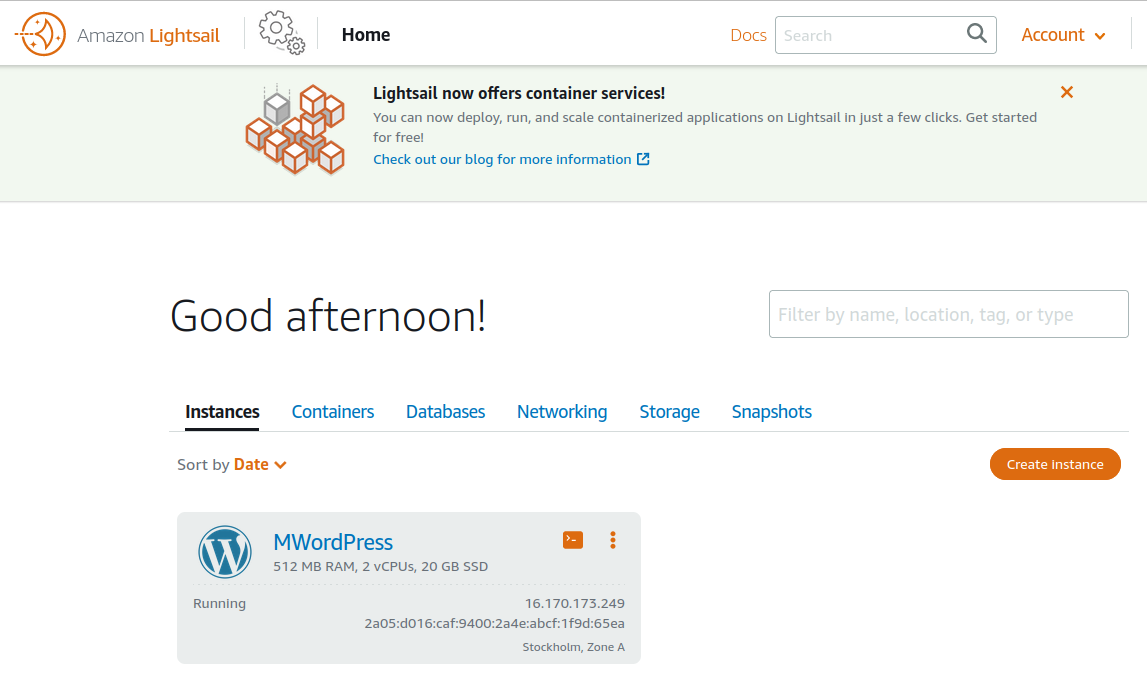 Amazon Lightsail
Home
Docs
Search
Account
Lightsail now offers container services!
You can now deploy, run, and scale containerized applications on Lightsail in just a few clicks. Get started
for free!
Check out our blog for more information
Good afternoon!
Filter by name, location, tag, or type
Instances Containers Databases Networking Storage Snapshots
Sort by Date
Create instance
MWordPress
512 MB RAM, 2 vCPUs, 20 GB SSD
Running
16.170.173.249
2a05:d016:caf:9400:2a4e:abcf:1f9d:65ea
Stockholm, Zone A